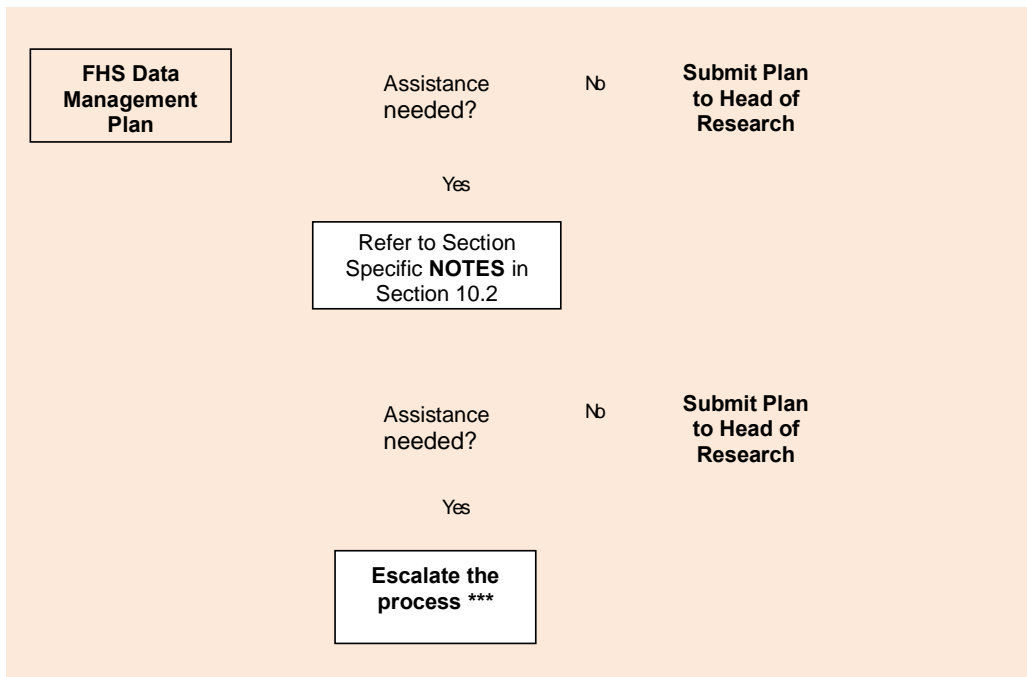 FHS Data
Management
Plan
Assistance
needed?
No
Submit Plan
to Head of
Research
Yes
Refer to Section
Specific NOTES in
Section 10.2
Assistance
needed?
No
Submit Plan
to Head of
Research
Yes
Escalate the
process ***